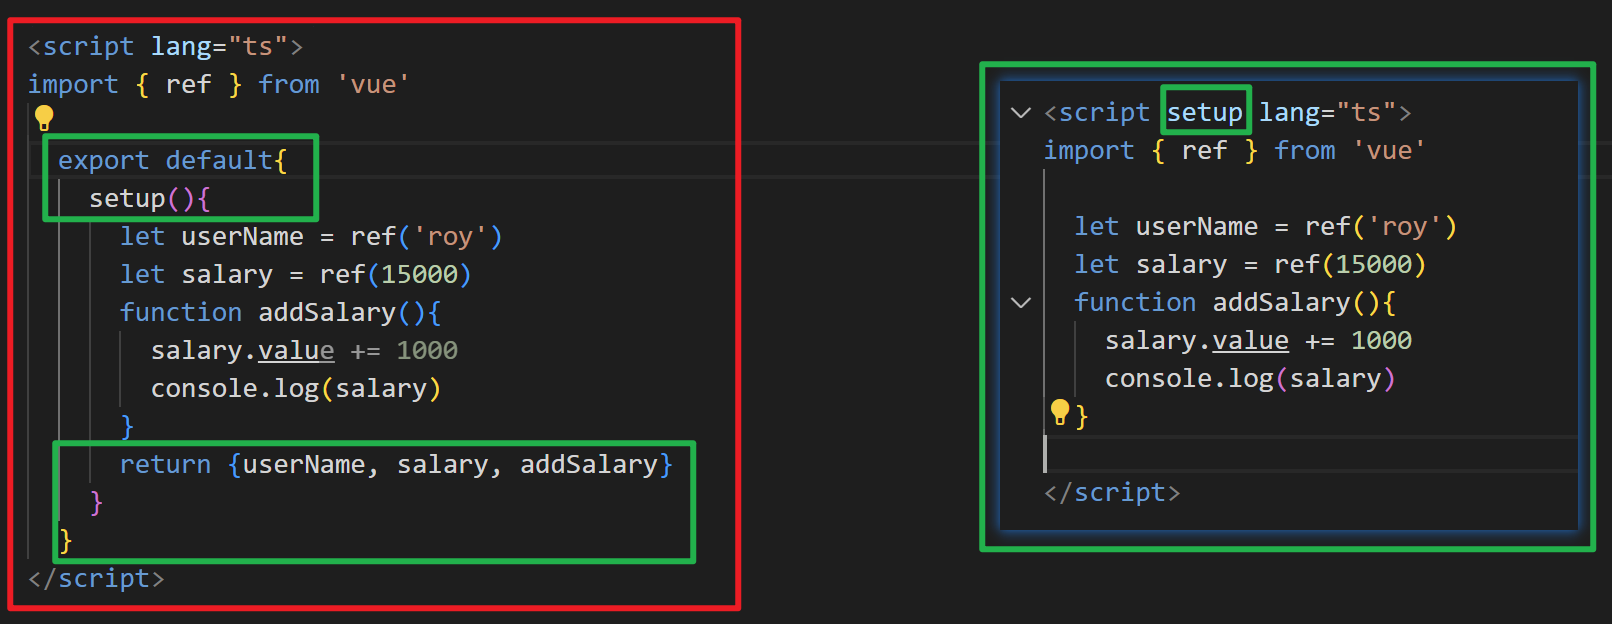 <script lang="ts">
import { ref } from 'vue'
export default{
setup(){
let userName = ref('roy')
let salary = ref(15000)
function addSalary(){
salary.value += 1000
console.log(salary)
}
return {userName, salary, addSalary}
}
}
</script>
<script setup lang="ts">
import { ref } from 'vue'
let userName = ref('roy')
let salary = ref(15000)
function addSalary(){
salary.value += 1000
console.log(salary)
}
</script>